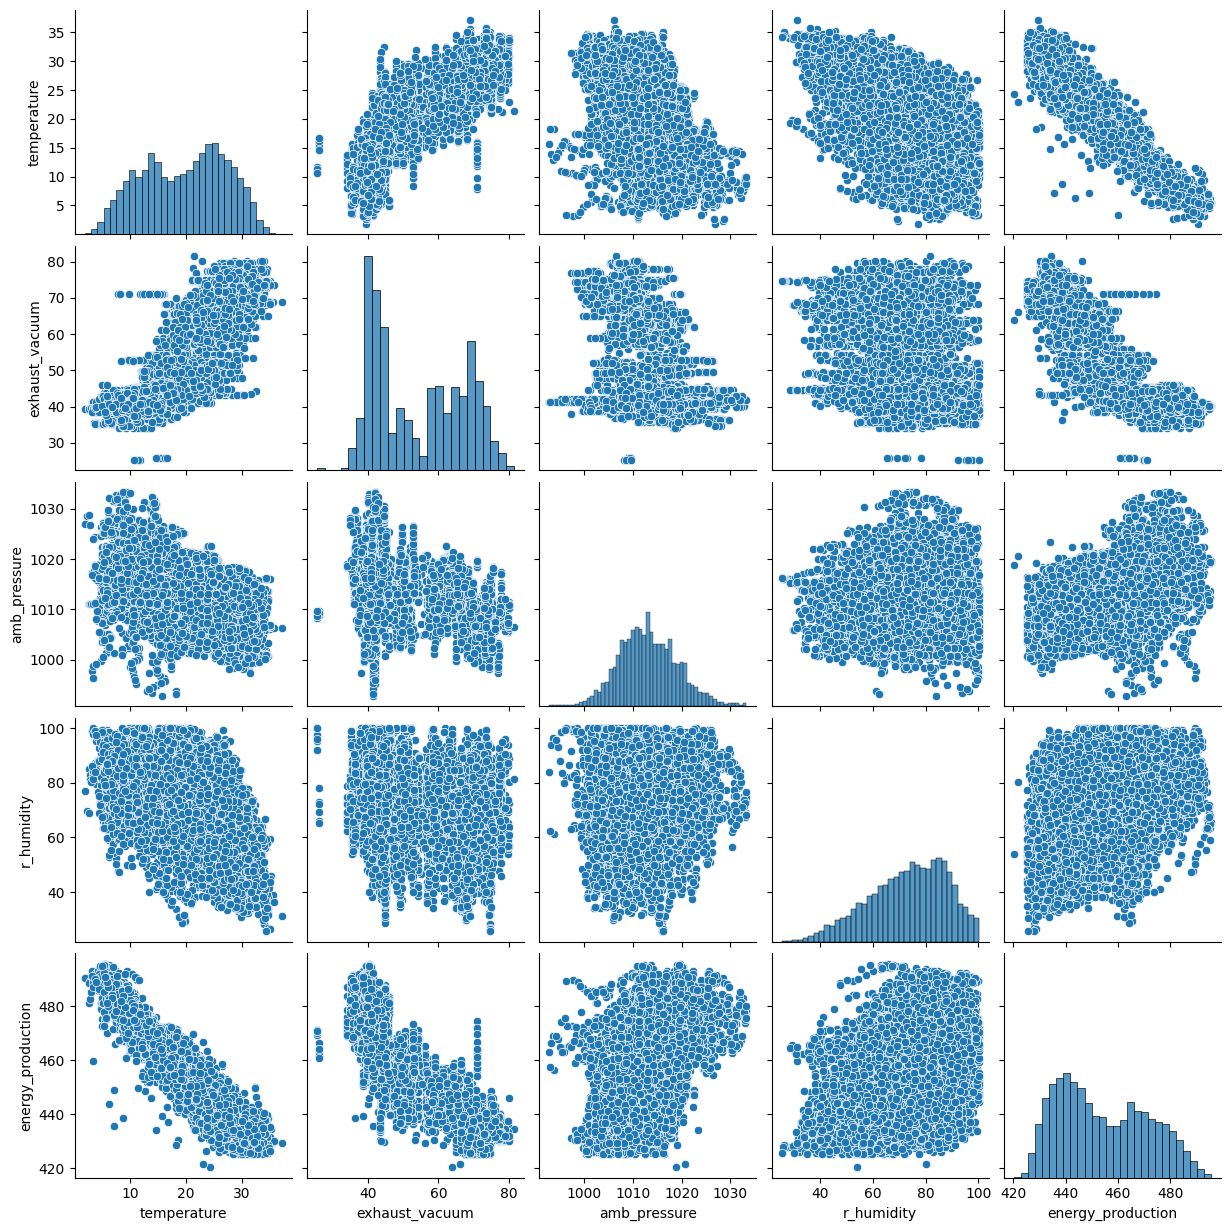 35
30
25
20
15
10
5
temperature
80
70
60
50
40
30
exhaust_vacuum
1030
1020
1010
1000
amb_pressure
100
80
60
40
r_humidity
480
460
440
420
energy_production
10 20 30
40 60 80
1000 1010 1020 1030
40 60 80 100
420 440 460 480
temperature
exhaust_vacuum
amb_pressure
r_humidity
energy_production